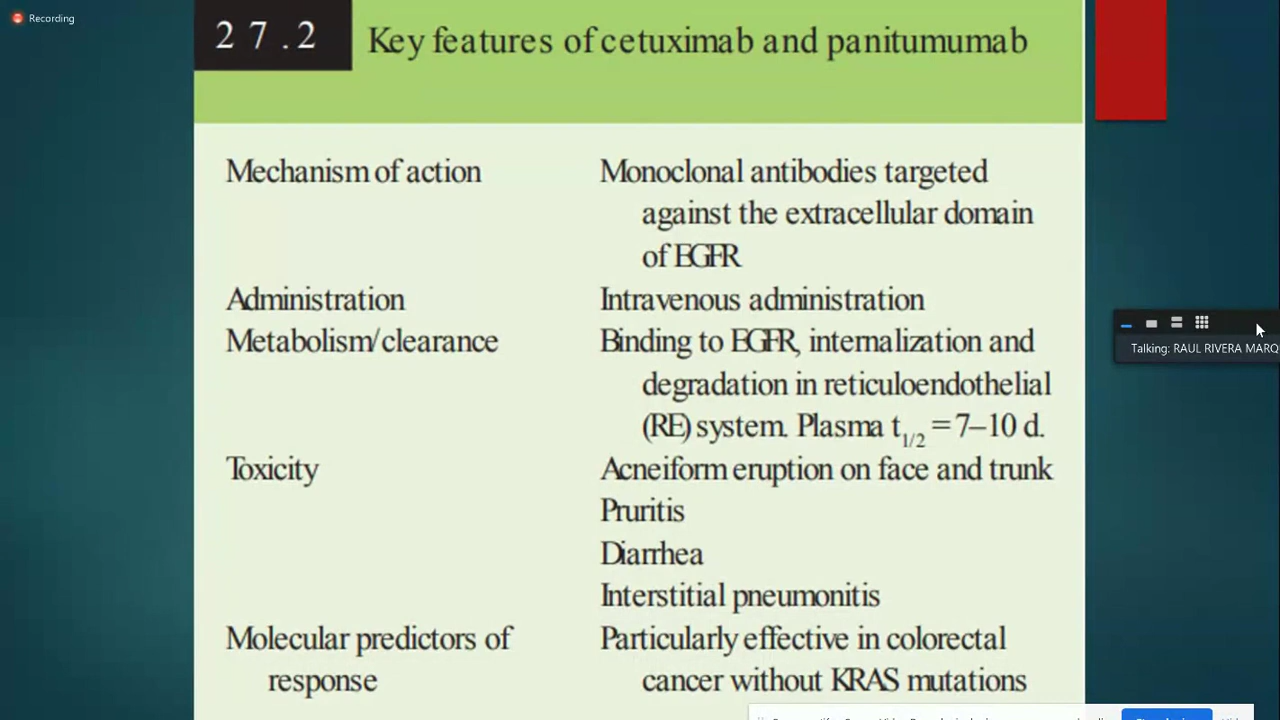 Recording
27.2 Key features of cetuximab and panitumumab
Mechanism of action Monoclonal antibodies targeted
against the extracellular domain
of EGFR
Administration Intravenous administration
Metabolism/clearance Binding to EGFR, internalization and
degradation in reticuloendothelial
(RE) system. Plasma t1/2 = 7–10 d.
Toxicity Acneiform eruption on face and trunk
Pruritis
Diarrhea
Interstitial pneumonitis
Molecular predictors of Particularly effective in colorectal
response cancer without KRAS mutations
Talking: RAUL RIVERA MARQ